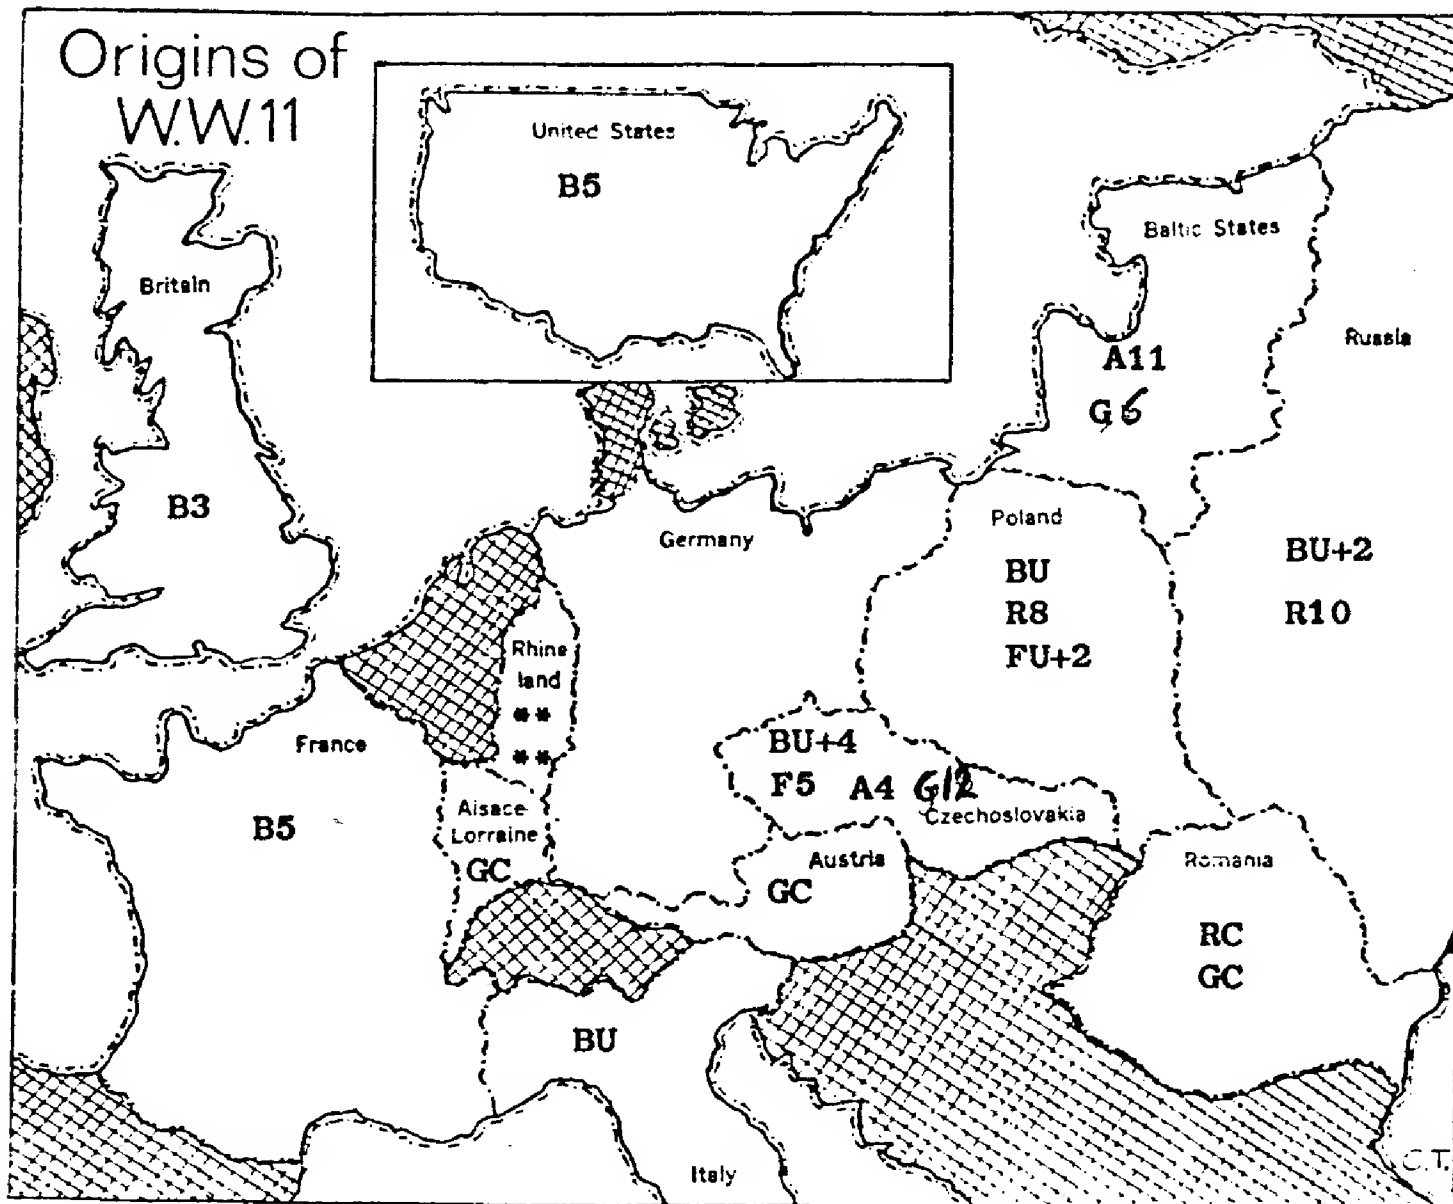 Origins of
W.W.11
United States
B5
Britain
B3
Baltic States
A11
G6
Russia
BU+2
R10
Germany
Poland
BU
R8
FU+2
Rhine
land
**
**
France
B5
BU+4
F5 A4 G12
Czechoslovakia
Alsace-
Lorraine
GC
Austria
GC
Romania
RC
GC
BU
Italy
C.T.